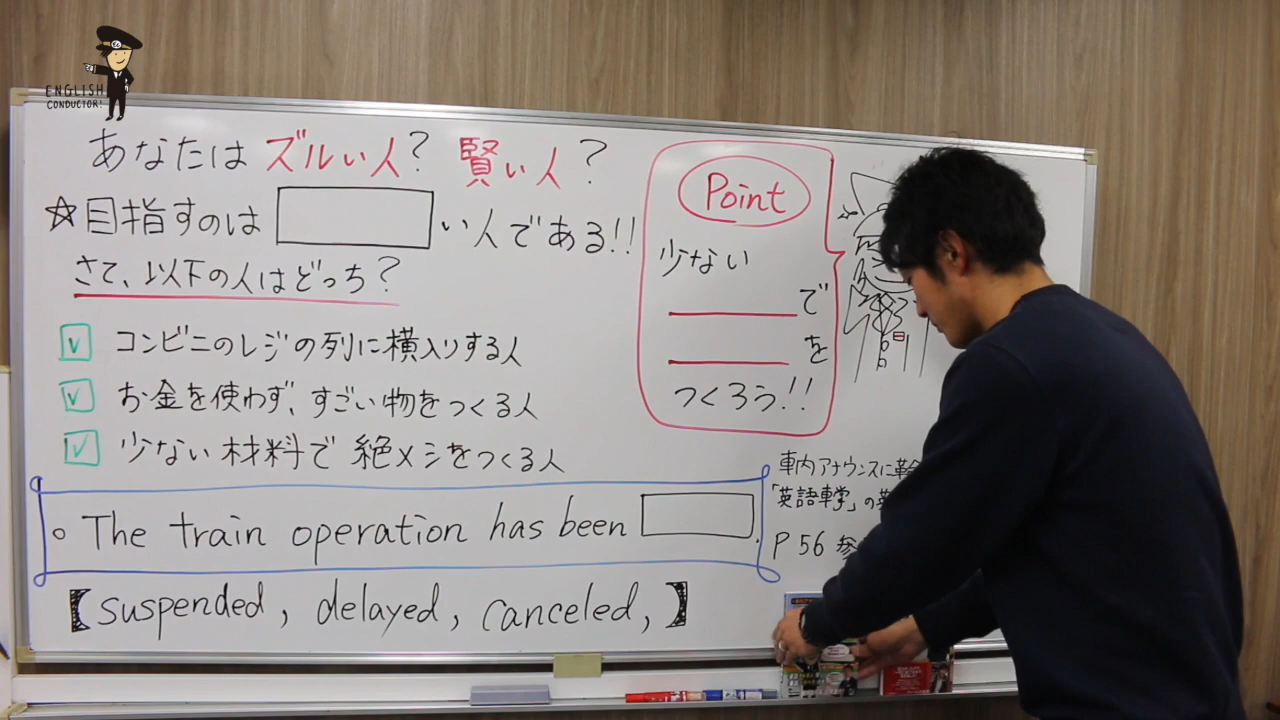 ENGLISH
CONDUCTOR!
あなたは ズルい人? 賢い人?
☆目指すのは
い人である!!
さて、以下の人はどっち?
コンビニのレジの列に横入りする人
お金を使わず、すごい物をつくる人
少ない材料で絶メシをつくる人
The train operation has been
【suspended, delayed, canceled, 】
Point
少ない
で
を
つくろう!!
車内アナウンスに革
「英語車掌」の英
P56 参